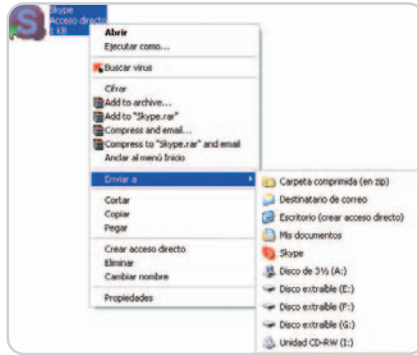 Skype
Acceso directo
1 KB
Abrir
Ejecutar como...
Buscar virus
Cifrar
Add to archive...
Add to "Skype.rar"
Compress and email...
Compress to "Skype.rar" and email
Anclar al menú Inicio
Enviar a
Cortar
Copiar
Pegar
Crear acceso directo
Eliminar
Cambiar nombre
Propiedades
Carpeta comprimida (en zip)
Destinatario de correo
Escritorio (crear acceso directo)
Mis documentos
Skype
Disco de 3½ (A:)
Disco extraíble (E:)
Disco extraíble (F:)
Disco extraíble (G:)
Unidad CD-RW (I:)